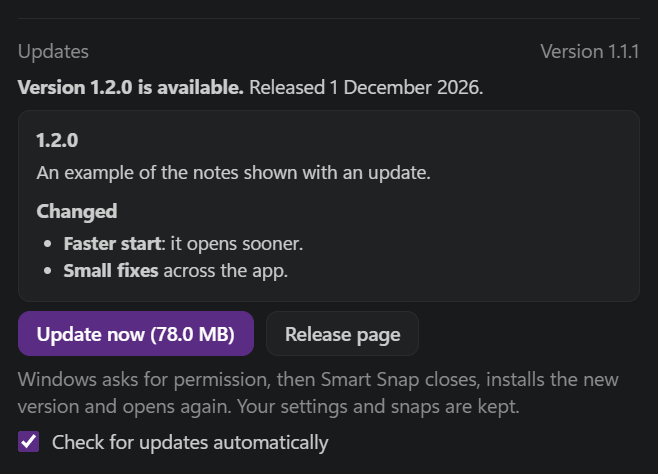 Updates
Version 1.1.1
Version 1.2.0 is available. Released 1 December 2026.
1.2.0
An example of the notes shown with an update.
Changed
• Faster start: it opens sooner.
• Small fixes across the app.
Update now (78.0 MB)
Release page
Windows asks for permission, then Smart Snap closes, installs the new
version and opens again. Your settings and snaps are kept.
Check for updates automatically